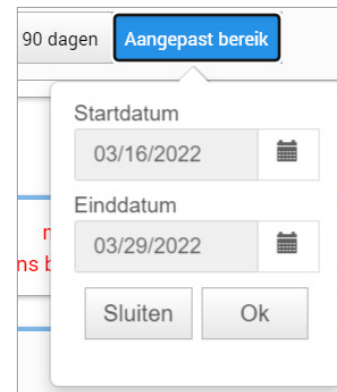 90 dagen Aangepast bereik
Startdatum
03/16/2022
Einddatum
03/29/2022
Sluiten Ok